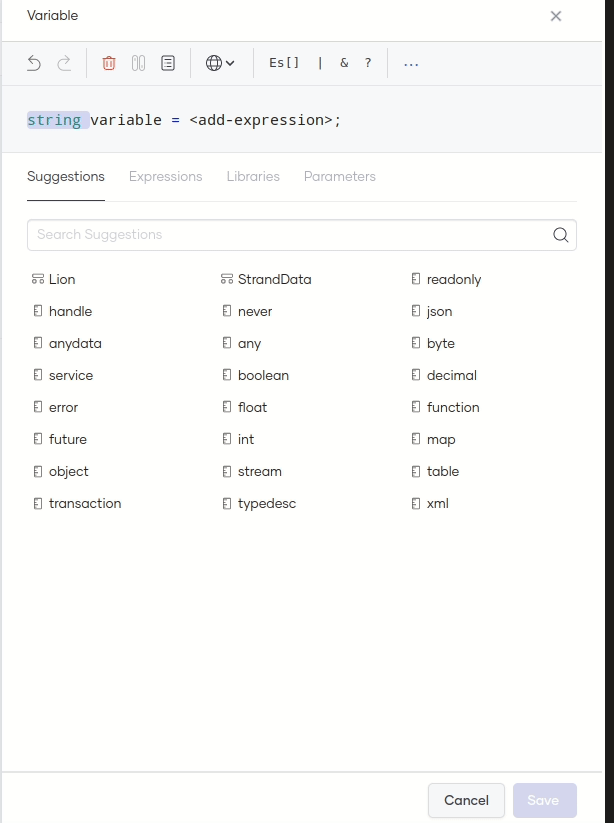 Variable
Es[] | & ? ...
string variable = <add-expression>;
Suggestions Expressions Libraries Parameters
Search Suggestions
Lion StrandData readonly
handle never json
anydata any byte
service boolean decimal
error float function
future int map
object stream table
transaction typedesc xml
Cancel Save